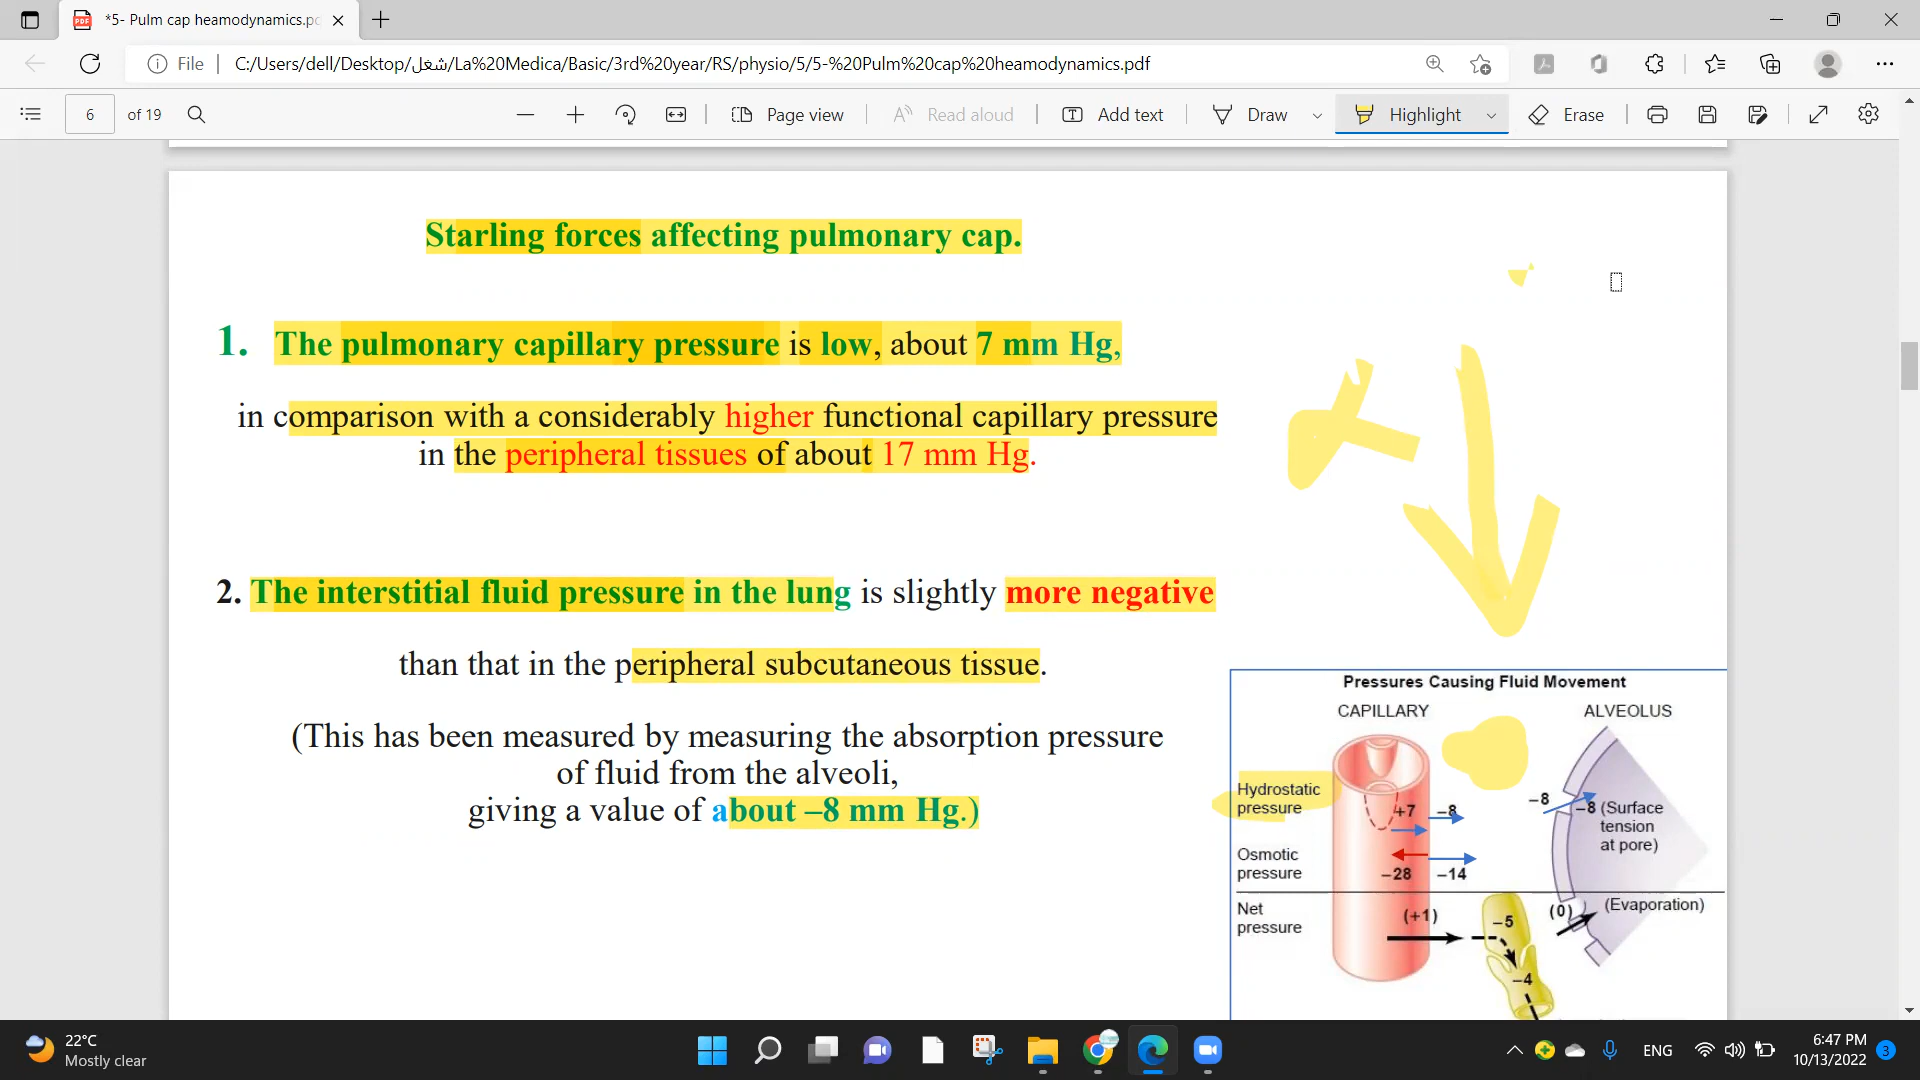 *5- Pulm cap heamodynamics.pd
File
C:/Users/dell/Desktop/شغل/La%20Medica/Basic/3rd%20year/RS/physio/5/5-%20Pulm%20cap%20heamodynamics.pdf
6 of 19
Page view
Read aloud
Add text
Draw
Highlight
Erase
Starling forces affecting pulmonary cap.
1. The pulmonary capillary pressure is low, about 7 mm Hg,
in comparison with a considerably higher functional capillary pressure
in the peripheral tissues of about 17 mm Hg.
2. The interstitial fluid pressure in the lung is slightly more negative
than that in the peripheral subcutaneous tissue.
(This has been measured by measuring the absorption pressure
of fluid from the alveoli,
giving a value of about –8 mm Hg.)
Pressures Causing Fluid Movement
CAPILLARY ALVEOLUS
Hydrostatic
pressure
+7 –8 –8 –8 (Surface
tension
at pore)
Osmotic
pressure
–28 –14
Net
pressure
(+1) –5 (0) (Evaporation)
–4
22°C
Mostly clear
ENG
6:47 PM
10/13/2022
3